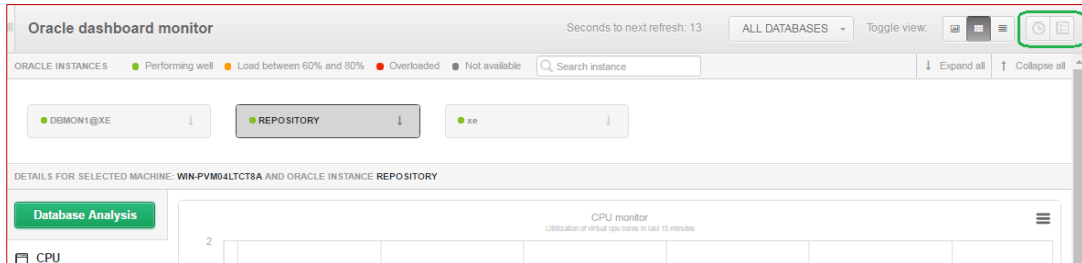 Oracle dashboard monitor
Seconds to next refresh: 13
ALL DATABASES
Toggle view:
ORACLE INSTANCES
Performing well
Load between 60% and 80%
Overloaded
Not available
Search instance
Expand all
Collapse all
DBMON1@XE
REPOSITORY
xe
DETAILS FOR SELECTED MACHINE: WIN-PVM04LTCT8A AND ORACLE INSTANCE REPOSITORY
Database Analysis
CPU monitor
Utilization of virtual cpu cores in last 15 minutes
2
CPU